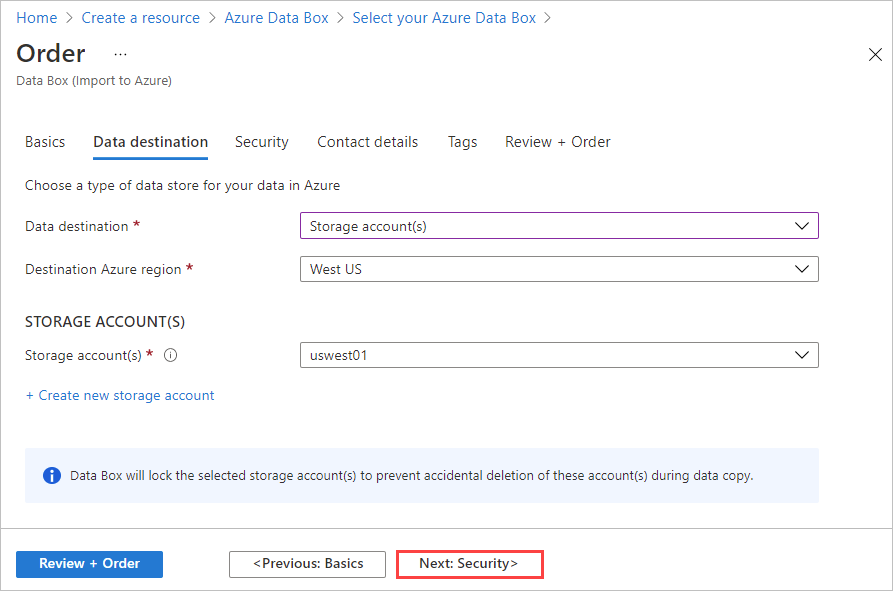 Home > Create a resource > Azure Data Box > Select your Azure Data Box >
Order ...
Data Box (Import to Azure)
Basics Data destination Security Contact details Tags Review + Order
Choose a type of data store for your data in Azure
Data destination * Storage account(s)
Destination Azure region * West US
STORAGE ACCOUNT(S)
Storage account(s) * uswest01
+ Create new storage account
Data Box will lock the selected storage account(s) to prevent accidental deletion of these account(s) during data copy.
Review + Order <Previous: Basics Next: Security>